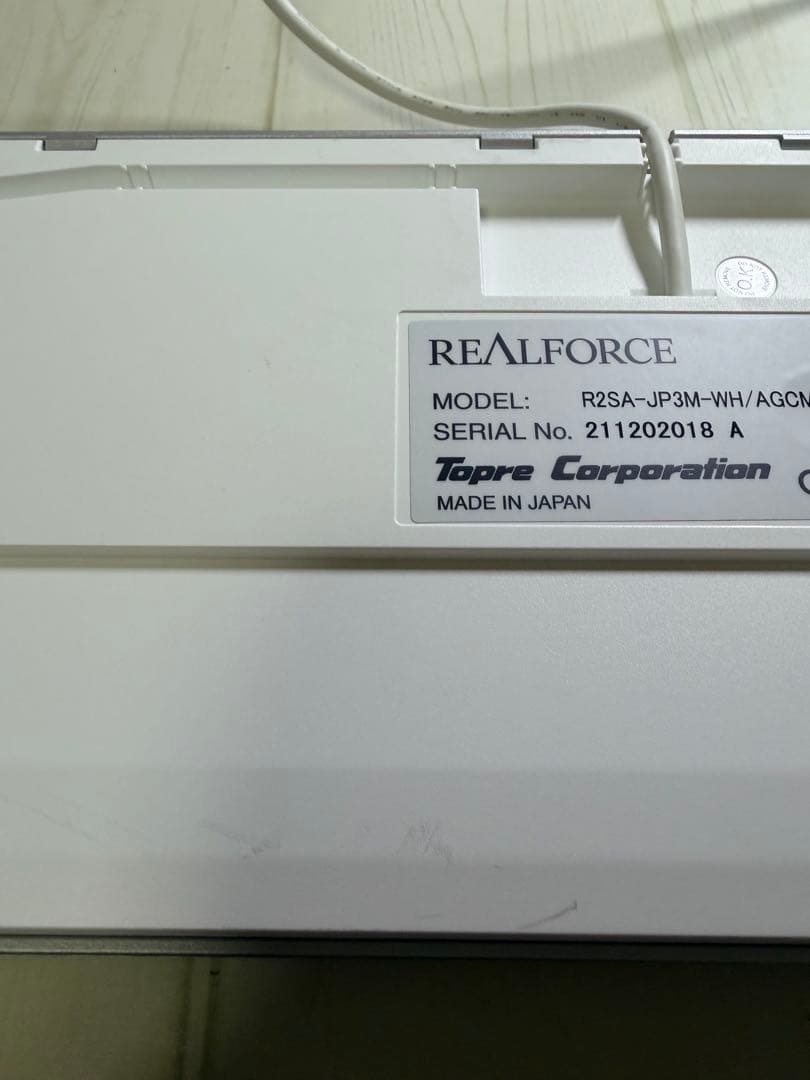 O.K
REALFORCE
MODEL: R2SA-JP3M-WH/AGCM
SERIAL No. 211202018 A
Topre Corporation
MADE IN JAPAN